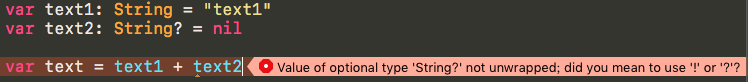 var text1: String = "text1"
var text2: String? = nil
var text = text1 + text2 Value of optional type 'String?' not unwrapped; did you mean to use '!' or '?'?